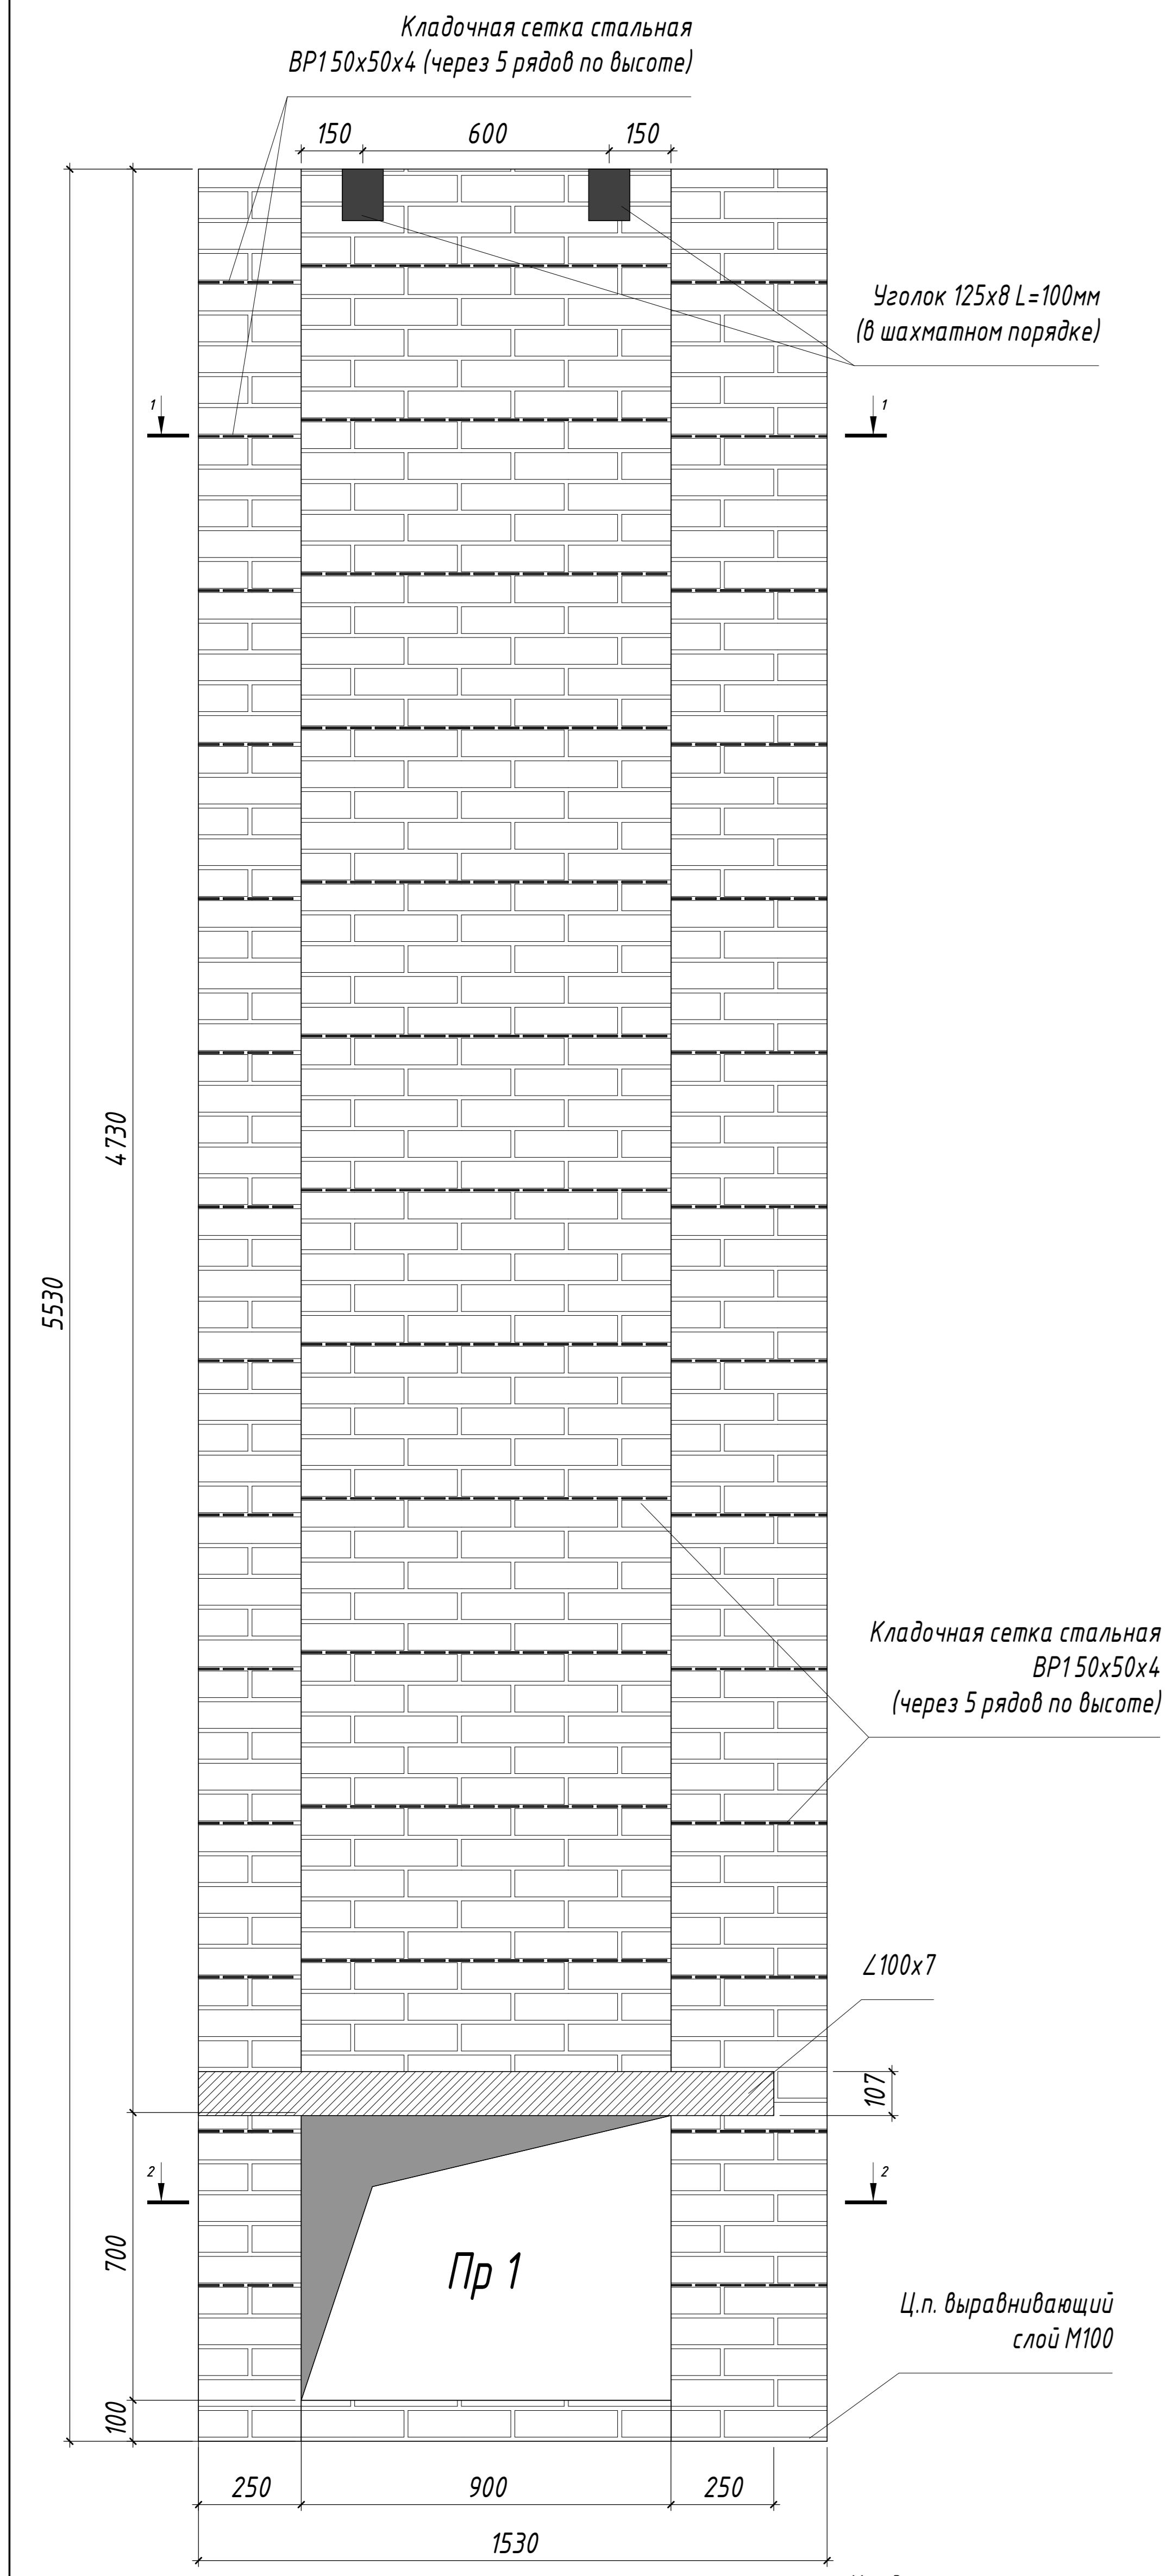 Кладочная сетка стальная
ВР1 50х50х4 (через 5 рядов по высоте)
150 600 150
Уголок 125х8 L=100мм
(в шахматном порядке)
1 1
4730
5530
Кладочная сетка стальная
ВР1 50х50х4
(через 5 рядов по высоте)
∠100х7
107
2 2
700
Пр 1
Ц.п. выравнивающий
слой М100
100
250 900 250
1530